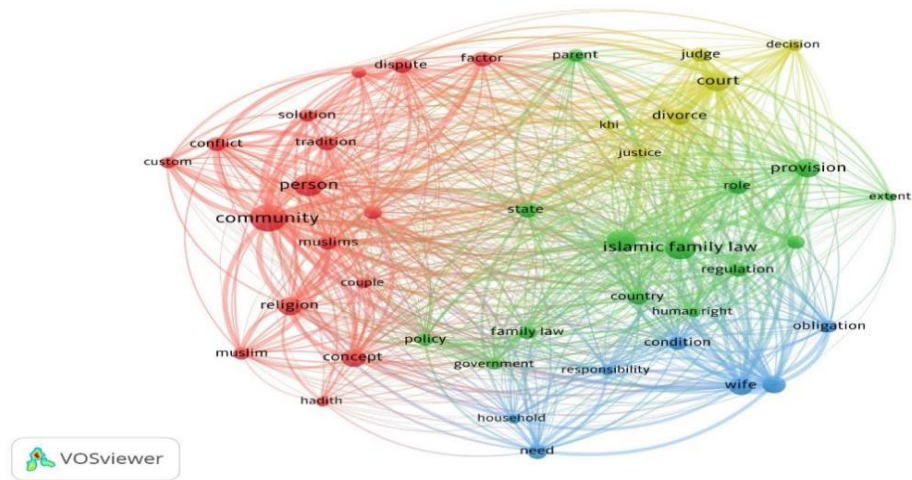 decision
judge
parent
factor
dispute
court
solution
divorce
khi
conflict
tradition
justice
custom
provision
person
role
extent
community
state
muslims
islamic family law
regulation
couple
country
religion
human right
obligation
family law
policy
condition
muslim
concept
government
responsibility
wife
hadith
household
need
VOSviewer